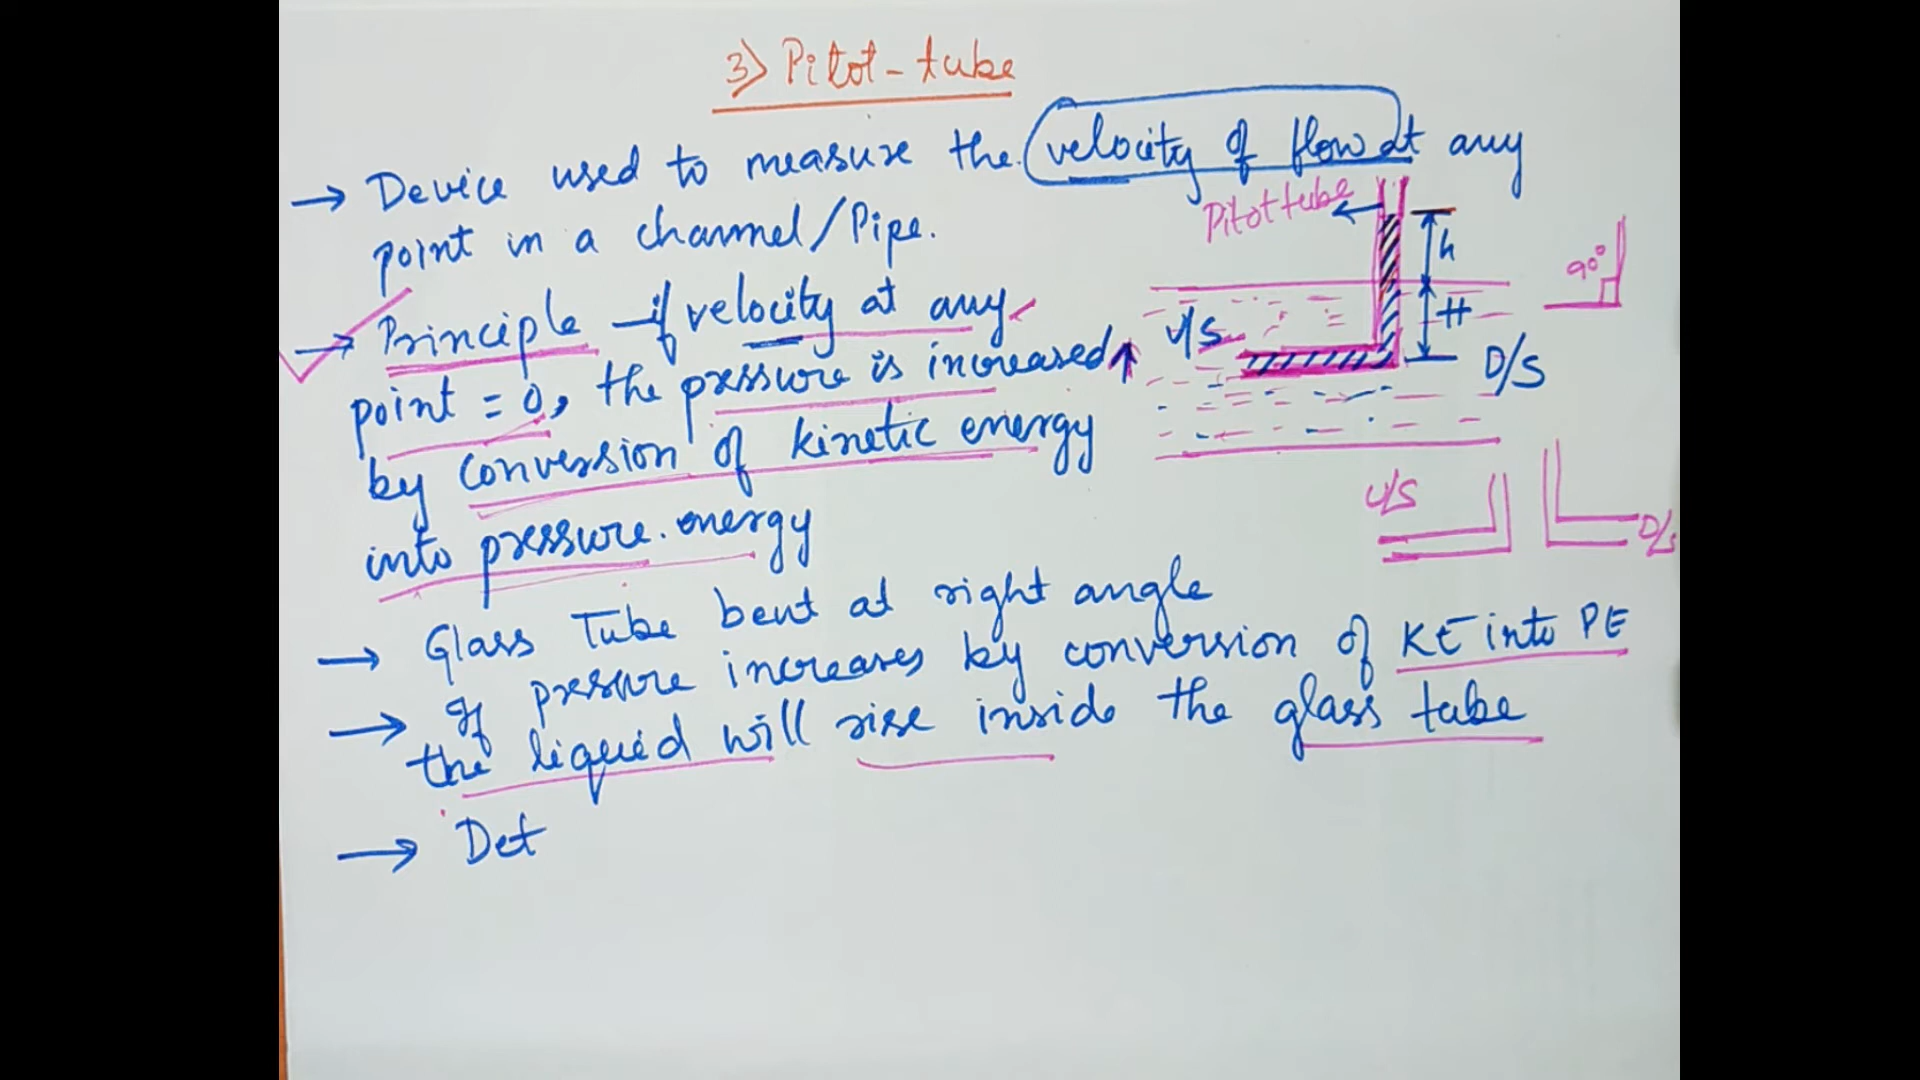 3) Pitot-tube
→ Device used to measure the velocity of flow at any
point in a channel/Pipe.
→ Principle - if velocity at any
point = 0, the pressure is increased ↑
by conversion of kinetic energy
into pressure energy
→ Glass Tube bent at right angle
→ If pressure increases by conversion of KE into PE
the liquid will rise inside the glass tube
→ Det
Pitot tube
h
90°
U/S
H
D/S
U/S
D/S